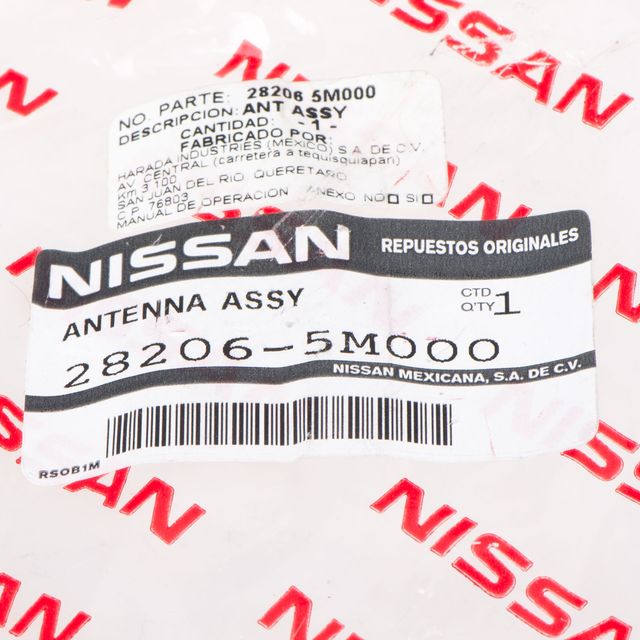 NO. PARTE: 28206 5M000
DESCRIPCION: ANT ASSY
CANTIDAD: - 1 -
FABRICADO POR:
HARADA INDUSTRIES (MEXICO) S.A. DE C.V.
AV. CENTRAL (carretera a tequisquiapan)
Km 3 100
SAN JUAN DEL RIO. QUERETARO
C.P. 76803
MANUAL DE OPERACION ANEXO NO □ SI □
NISSAN REPUESTOS ORIGINALES
ANTENNA ASSY
CTD
Q'TY 1
28206-5M000
NISSAN MEXICANA, S.A. DE C.V.
RSOB1M
NISSAN
NISSAN
NISSAN
NISSAN
NISSAN
NISSAN